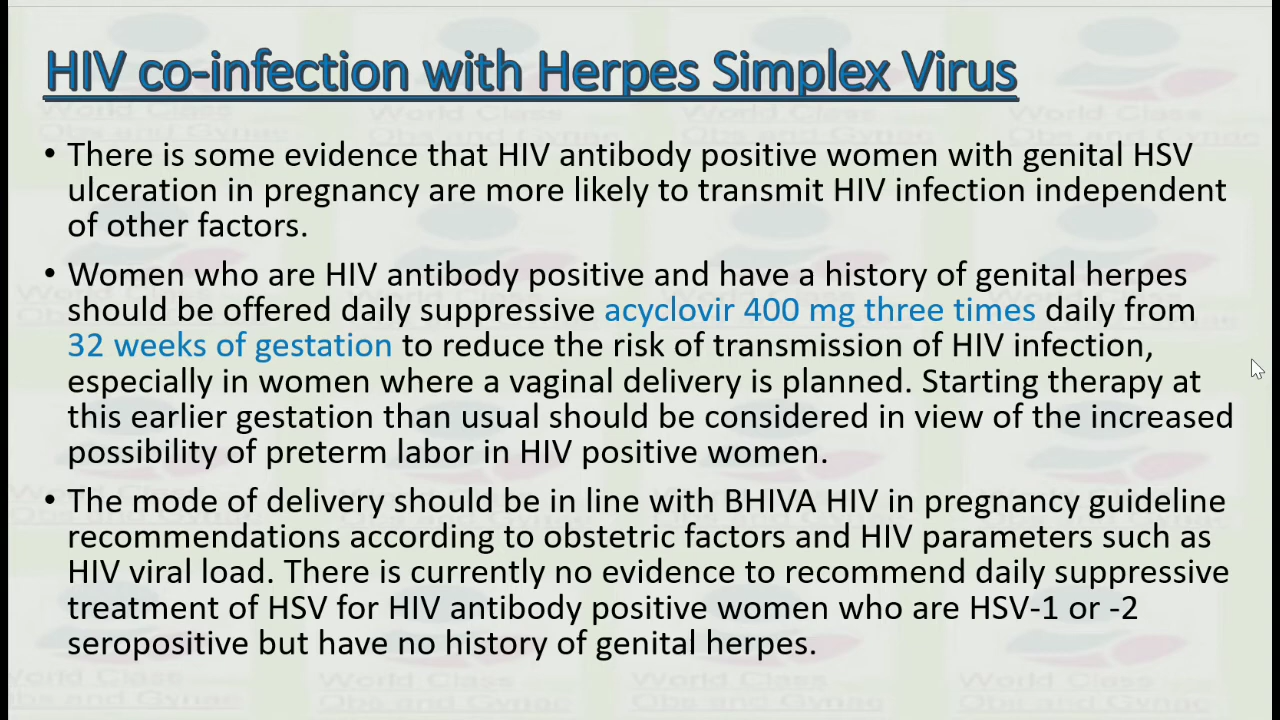 HIV co-infection with Herpes Simplex Virus
• There is some evidence that HIV antibody positive women with genital HSV
ulceration in pregnancy are more likely to transmit HIV infection independent
of other factors.
• Women who are HIV antibody positive and have a history of genital herpes
should be offered daily suppressive acyclovir 400 mg three times daily from
32 weeks of gestation to reduce the risk of transmission of HIV infection,
especially in women where a vaginal delivery is planned. Starting therapy at
this earlier gestation than usual should be considered in view of the increased
possibility of preterm labor in HIV positive women.
• The mode of delivery should be in line with BHIVA HIV in pregnancy guideline
recommendations according to obstetric factors and HIV parameters such as
HIV viral load. There is currently no evidence to recommend daily suppressive
treatment of HSV for HIV antibody positive women who are HSV-1 or -2
seropositive but have no history of genital herpes.
World Class
Obs and Gynae